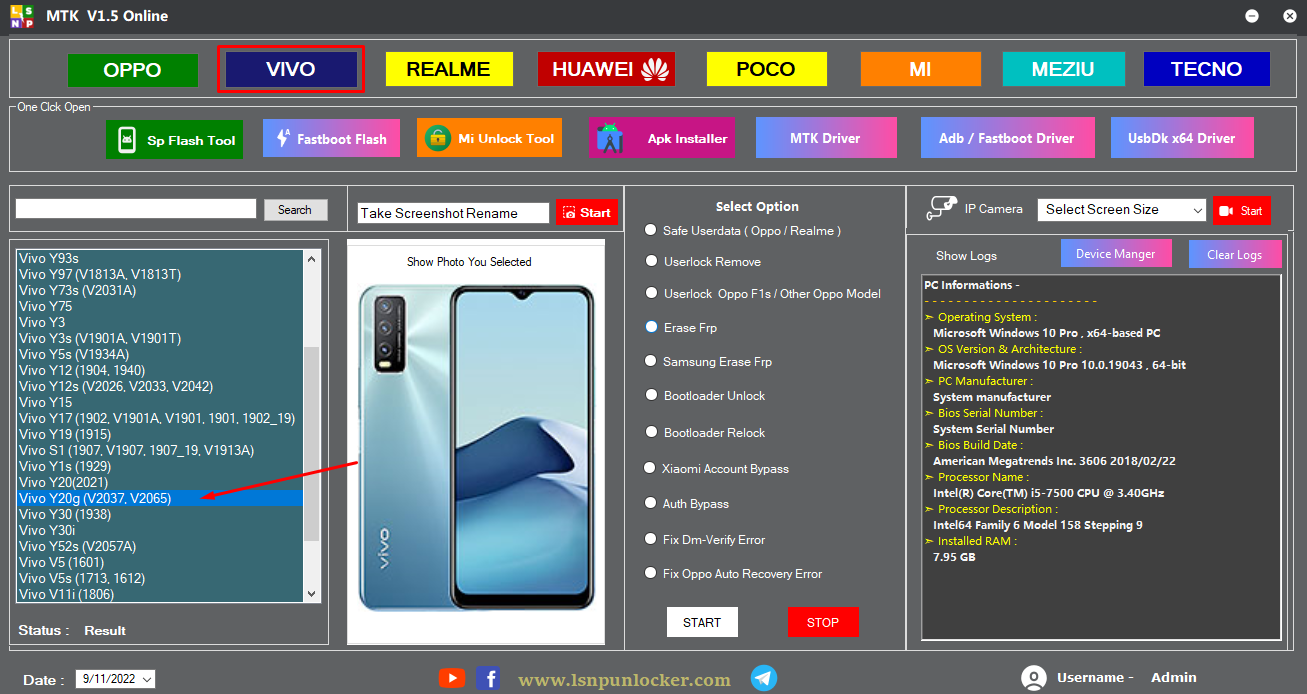 L S N P
MTK V1.5 Online
OPPO
VIVO
REALME
HUAWEI
POCO
MI
MEZIU
TECNO
One Clck Open
Sp Flash Tool
Fastboot Flash
Mi Unlock Tool
Apk Installer
MTK Driver
Adb / Fastboot Driver
UsbDk x64 Driver
Search
Take Screenshot Rename
Start
Vivo Y93s
Vivo Y97 (V1813A, V1813T)
Vivo Y73s (V2031A)
Vivo Y75
Vivo Y3
Vivo Y3s (V1901A, V1901T)
Vivo Y5s (V1934A)
Vivo Y12 (1904, 1940)
Vivo Y12s (V2026, V2033, V2042)
Vivo Y15
Vivo Y17 (1902, V1901A, V1901, 1901, 1902_19)
Vivo Y19 (1915)
Vivo S1 (1907, V1907, 1907_19, V1913A)
Vivo Y1s (1929)
Vivo Y20(2021)
Vivo Y20g (V2037, V2065)
Vivo Y30 (1938)
Vivo Y30i
Vivo Y52s (V2057A)
Vivo V5 (1601)
Vivo V5s (1713, 1612)
Vivo V11i (1806)
Status : Result
Show Photo You Selected
vivo
Select Option
Safe Userdata ( Oppo / Realme )
Userlock Remove
Userlock Oppo F1s / Other Oppo Model
Erase Frp
Samsung Erase Frp
Bootloader Unlock
Bootloader Relock
Xiaomi Account Bypass
Auth Bypass
Fix Dm-Verify Error
Fix Oppo Auto Recovery Error
START
STOP
IP Camera
Select Screen Size
Start
Show Logs
Device Manger
Clear Logs
PC Informations -
- - - - - - - - - - - - - - - - - - - - - -
➣ Operating System :
Microsoft Windows 10 Pro , x64-based PC
➣ OS Version & Architecture :
Microsoft Windows 10 Pro 10.0.19043 , 64-bit
➣ PC Manufacturer :
System manufacturer
➣ Bios Serial Number :
System Serial Number
➣ Bios Build Date :
American Megatrends Inc. 3606 2018/02/22
➣ Processor Name :
Intel(R) Core(TM) i5-7500 CPU @ 3.40GHz
➣ Processor Description :
Intel64 Family 6 Model 158 Stepping 9
➣ Installed RAM :
7.95 GB
Date : 9/11/2022
www.lsnpunlocker.com
Username - Admin